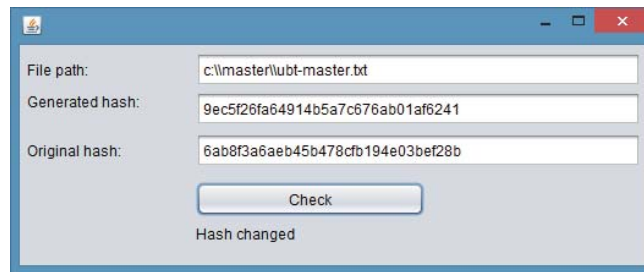 File path: c:\\master\\ubt-master.txt
Generated hash: 9ec5f26fa64914b5a7c676ab01af6241
Original hash: 6ab8f3a6aeb45b478cfb194e03bef28b
Check
Hash changed